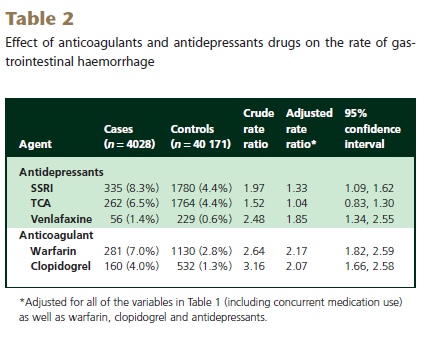 Table 2
Effect of anticoagulants and antidepressants drugs on the rate of gas-
trointestinal haemorrhage
Crude Adjusted 95%
Cases Controls rate rate confidence
Agent (n = 4028) (n = 40 171) ratio ratio* interval
Antidepressants
SSRI 335 (8.3%) 1780 (4.4%) 1.97 1.33 1.09, 1.62
TCA 262 (6.5%) 1764 (4.4%) 1.52 1.04 0.83, 1.30
Venlafaxine 56 (1.4%) 229 (0.6%) 2.48 1.85 1.34, 2.55
Anticoagulant
Warfarin 281 (7.0%) 1130 (2.8%) 2.64 2.17 1.82, 2.59
Clopidogrel 160 (4.0%) 532 (1.3%) 3.16 2.07 1.66, 2.58
*Adjusted for all of the variables in Table 1 (including concurrent medication use)
as well as warfarin, clopidogrel and antidepressants.